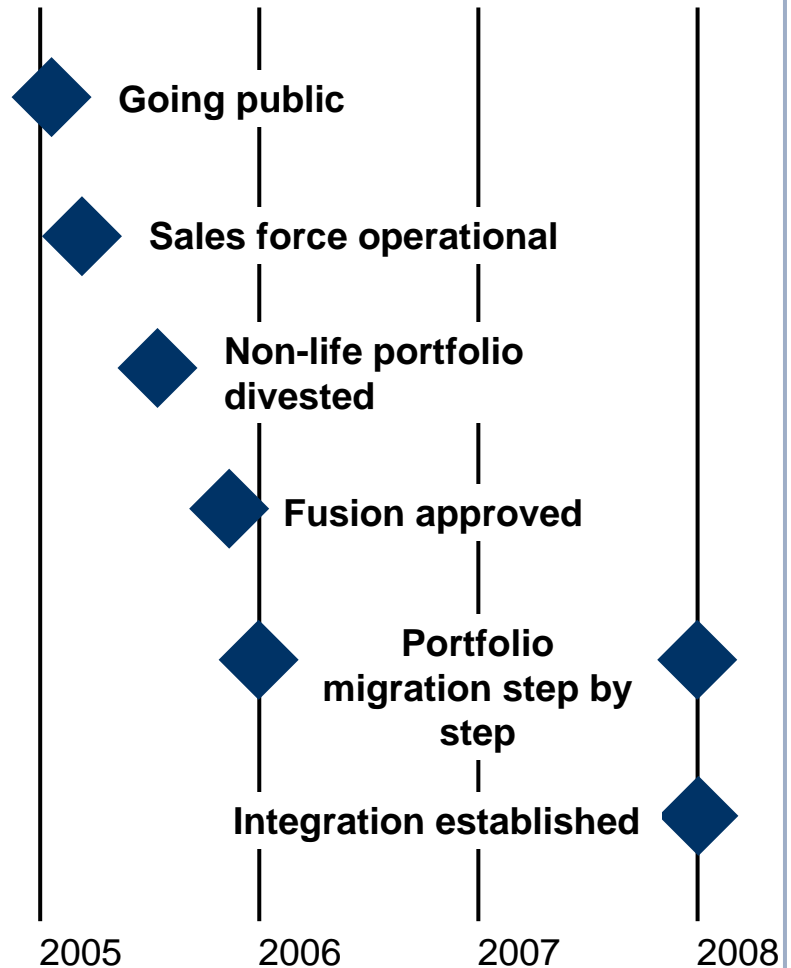 Going public
Sales force operational
Non-life portfolio
divested
Fusion approved
Portfolio
migration step by
step
Integration established
2005 2006 2007 2008